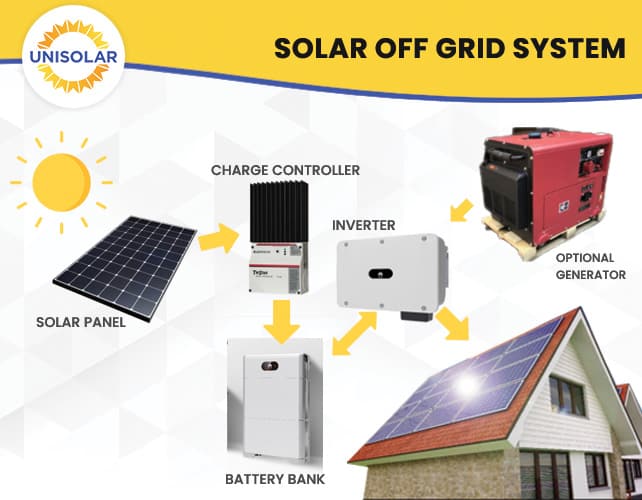 UNISOLAR
SOLAR OFF GRID SYSTEM
CHARGE CONTROLLER
INVERTER
OPTIONAL
GENERATOR
SOLAR PANEL
BATTERY BANK